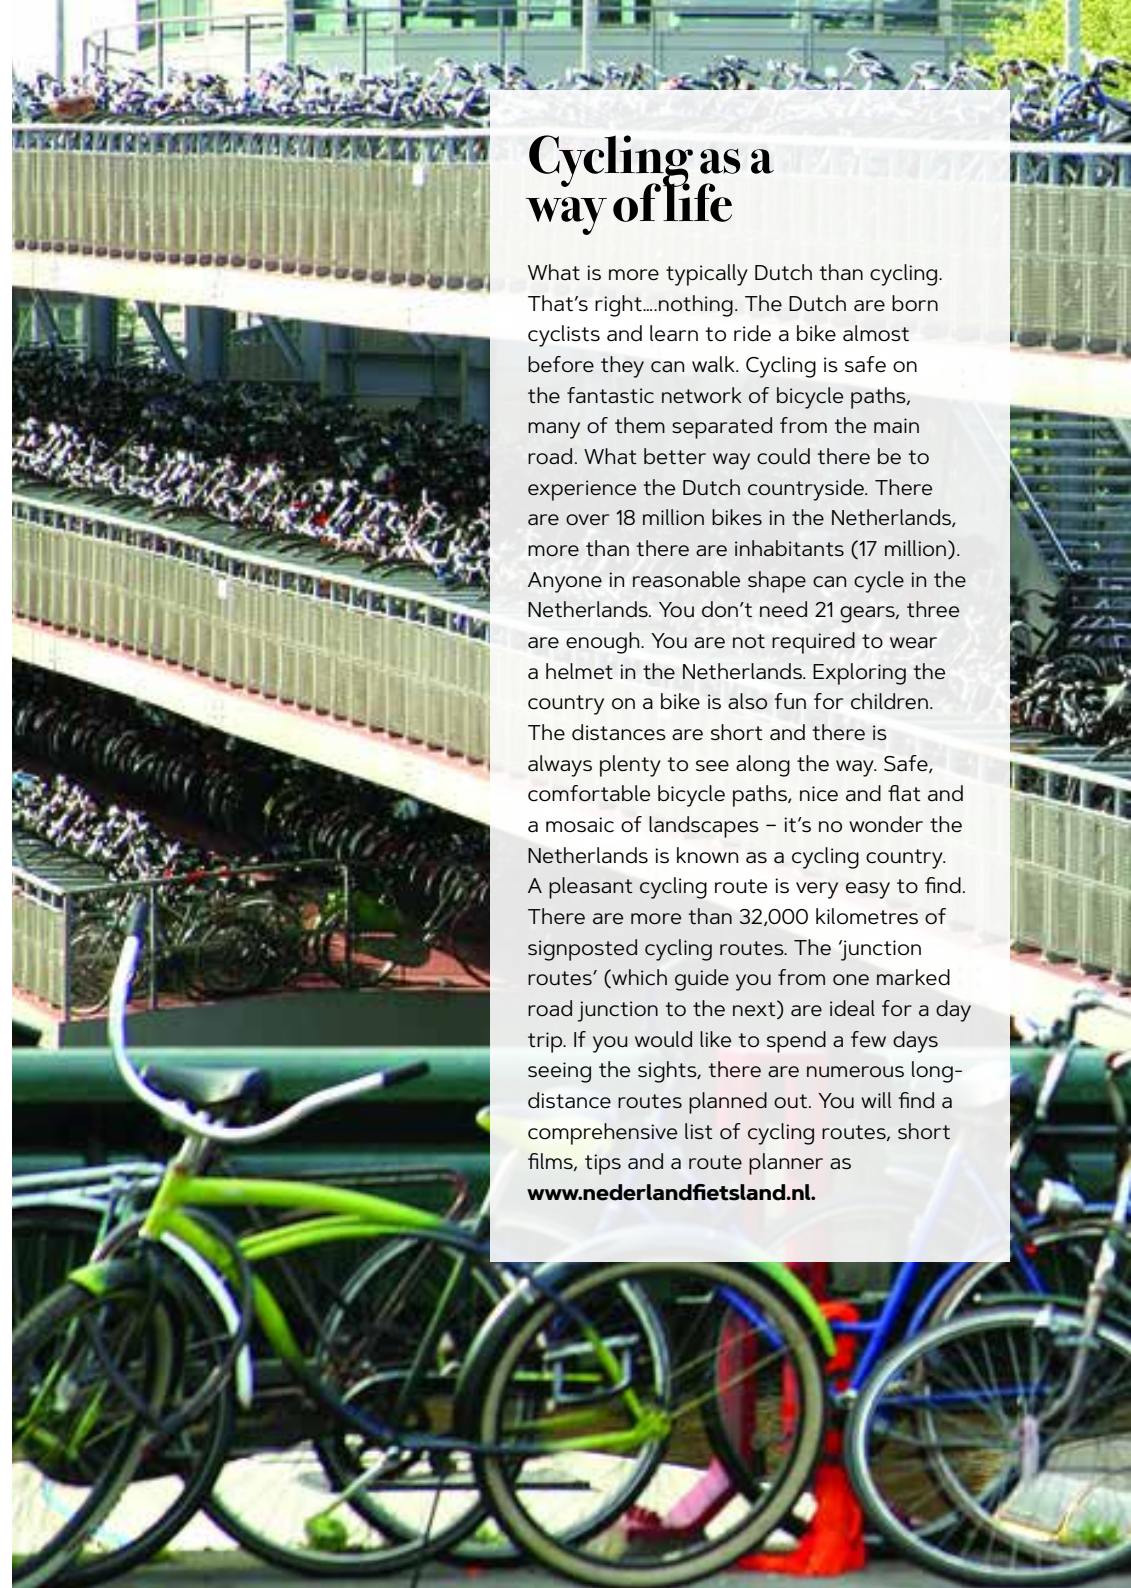 Cycling as a
way of life
What is more typically Dutch than cycling.
That's right....nothing. The Dutch are born
cyclists and learn to ride a bike almost
before they can walk. Cycling is safe on
the fantastic network of bicycle paths,
many of them separated from the main
road. What better way could there be to
experience the Dutch countryside. There
are over 18 million bikes in the Netherlands,
more than there are inhabitants (17 million).
Anyone in reasonable shape can cycle in the
Netherlands. You don't need 21 gears, three
are enough. You are not required to wear
a helmet in the Netherlands. Exploring the
country on a bike is also fun for children.
The distances are short and there is
always plenty to see along the way. Safe,
comfortable bicycle paths, nice and flat and
a mosaic of landscapes – it's no wonder the
Netherlands is known as a cycling country.
A pleasant cycling route is very easy to find.
There are more than 32,000 kilometres of
signposted cycling routes. The 'junction
routes' (which guide you from one marked
road junction to the next) are ideal for a day
trip. If you would like to spend a few days
seeing the sights, there are numerous long-
distance routes planned out. You will find a
comprehensive list of cycling routes, short
films, tips and a route planner as
www.nederlandfietsland.nl.